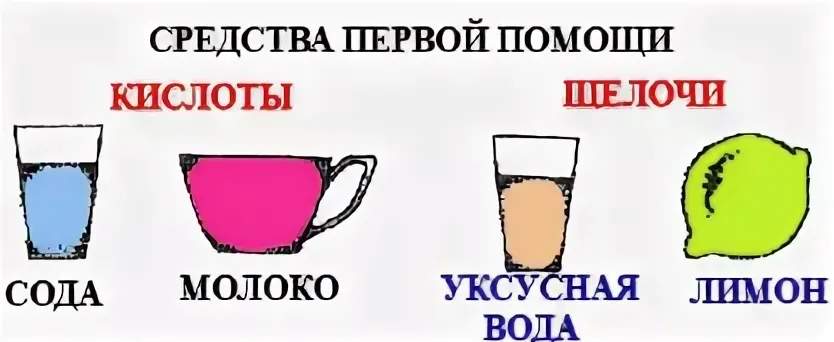 СРЕДСТВА ПЕРВОЙ ПОМОЩИ
КИСЛОТЫ
ЩЕЛОЧИ
СОДА
МОЛОКО
УКСУСНАЯ
ВОДА
ЛИМОН